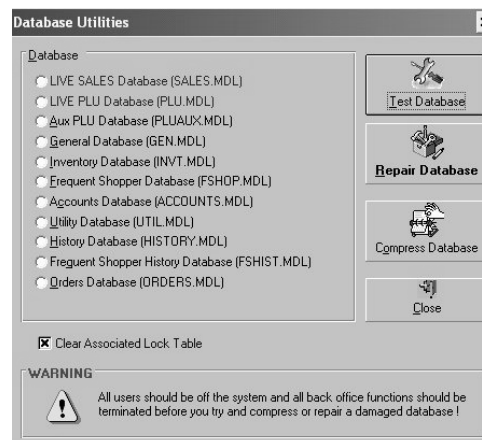 Database Utilities
Database
LIVE SALES Database (SALES.MDL)
LIVE PLU Database (PLU.MDL)
Aux PLU Database (PLUAUX.MDL)
General Database (GEN.MDL)
Inventory Database (INVT.MDL)
Frequent Shopper Database (FSHOP.MDL)
Accounts Database (ACCOUNTS.MDL)
Utility Database (UTIL.MDL)
History Database (HISTORY.MDL)
Frequent Shopper History Database (FSHIST.MDL)
Orders Database (ORDERS.MDL)
Test Database
Repair Database
Compress Database
Close
Clear Associated Lock Table
WARNING
All users should be off the system and all back office functions should be
terminated before you try and compress or repair a damaged database !